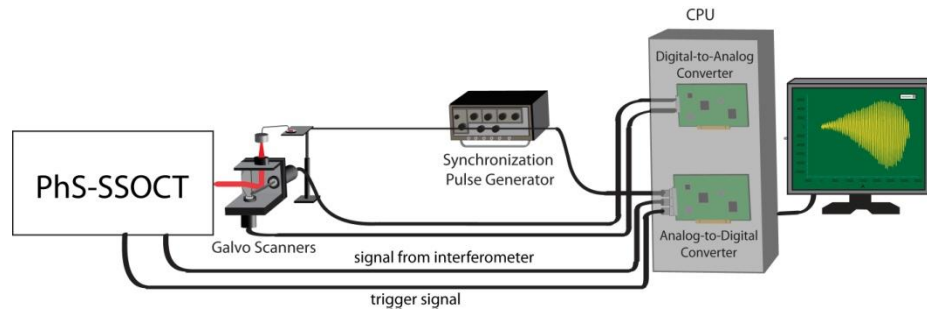 CPU
Digital-to-Analog
Converter
PhS-SSOCT
Synchronization
Pulse Generator
Galvo Scanners
Analog-to-Digital
Converter
signal from interferometer
trigger signal